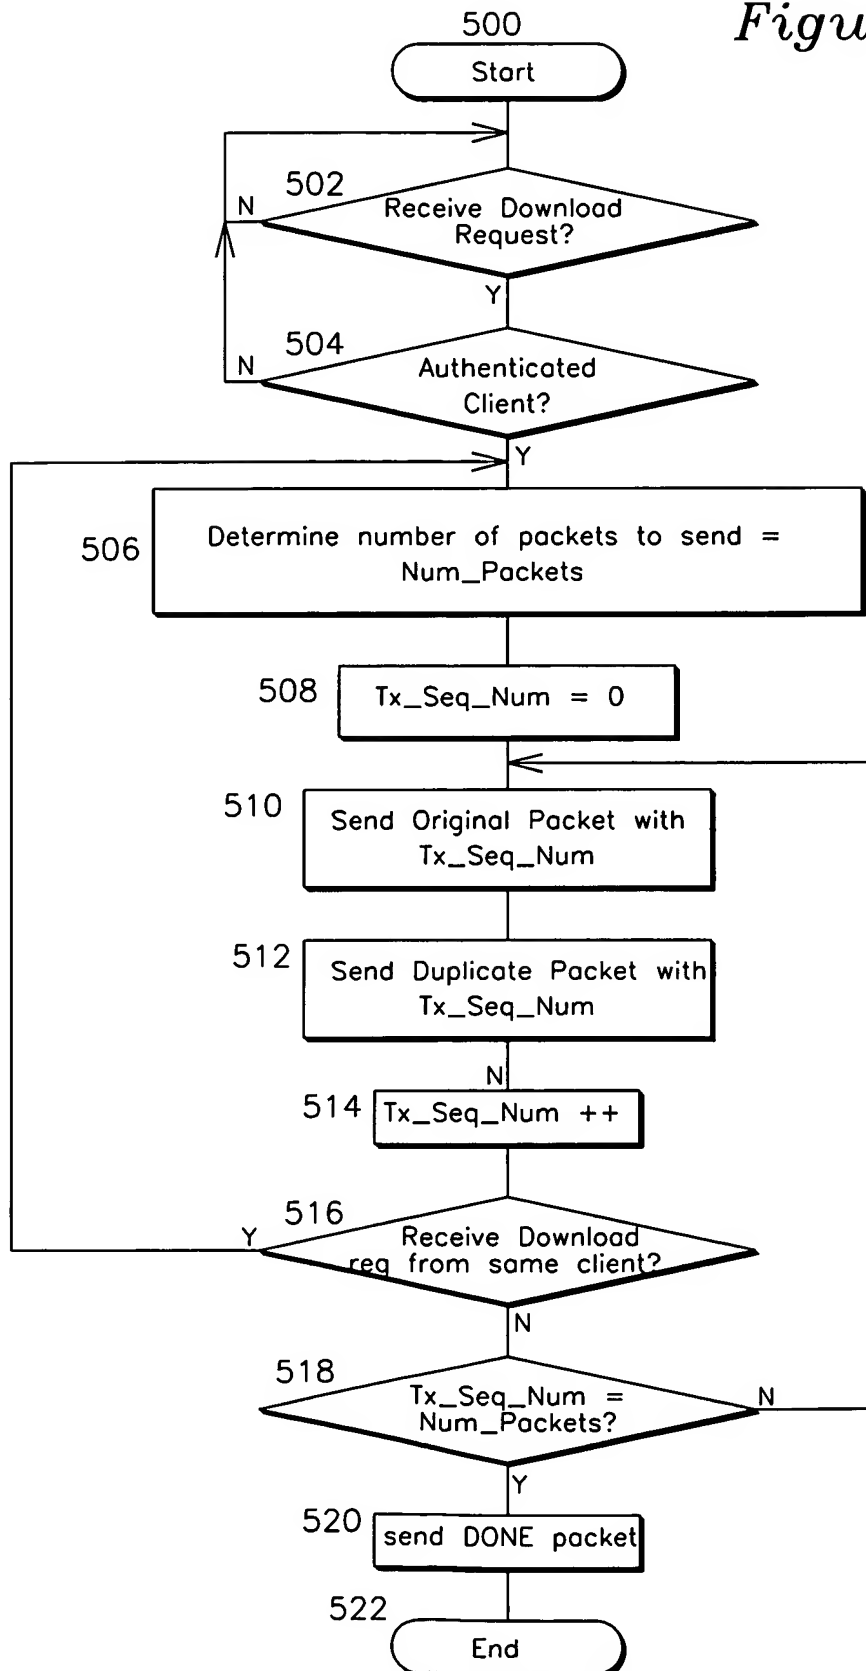 500
Figu
Start
502
N
Receive Download
Request?
Y
504
N
Authenticated
Client?
Y
506
Determine number of packets to send =
Num_Packets
508
Tx_Seq_Num = 0
510
Send Original Packet with
Tx_Seq_Num
512
Send Duplicate Packet with
Tx_Seq_Num
N
514
Tx_Seq_Num ++
516
Y
Receive Download
req from same client?
N
518
Tx_Seq_Num =
Num_Packets?
N
Y
520
send DONE packet
522
End